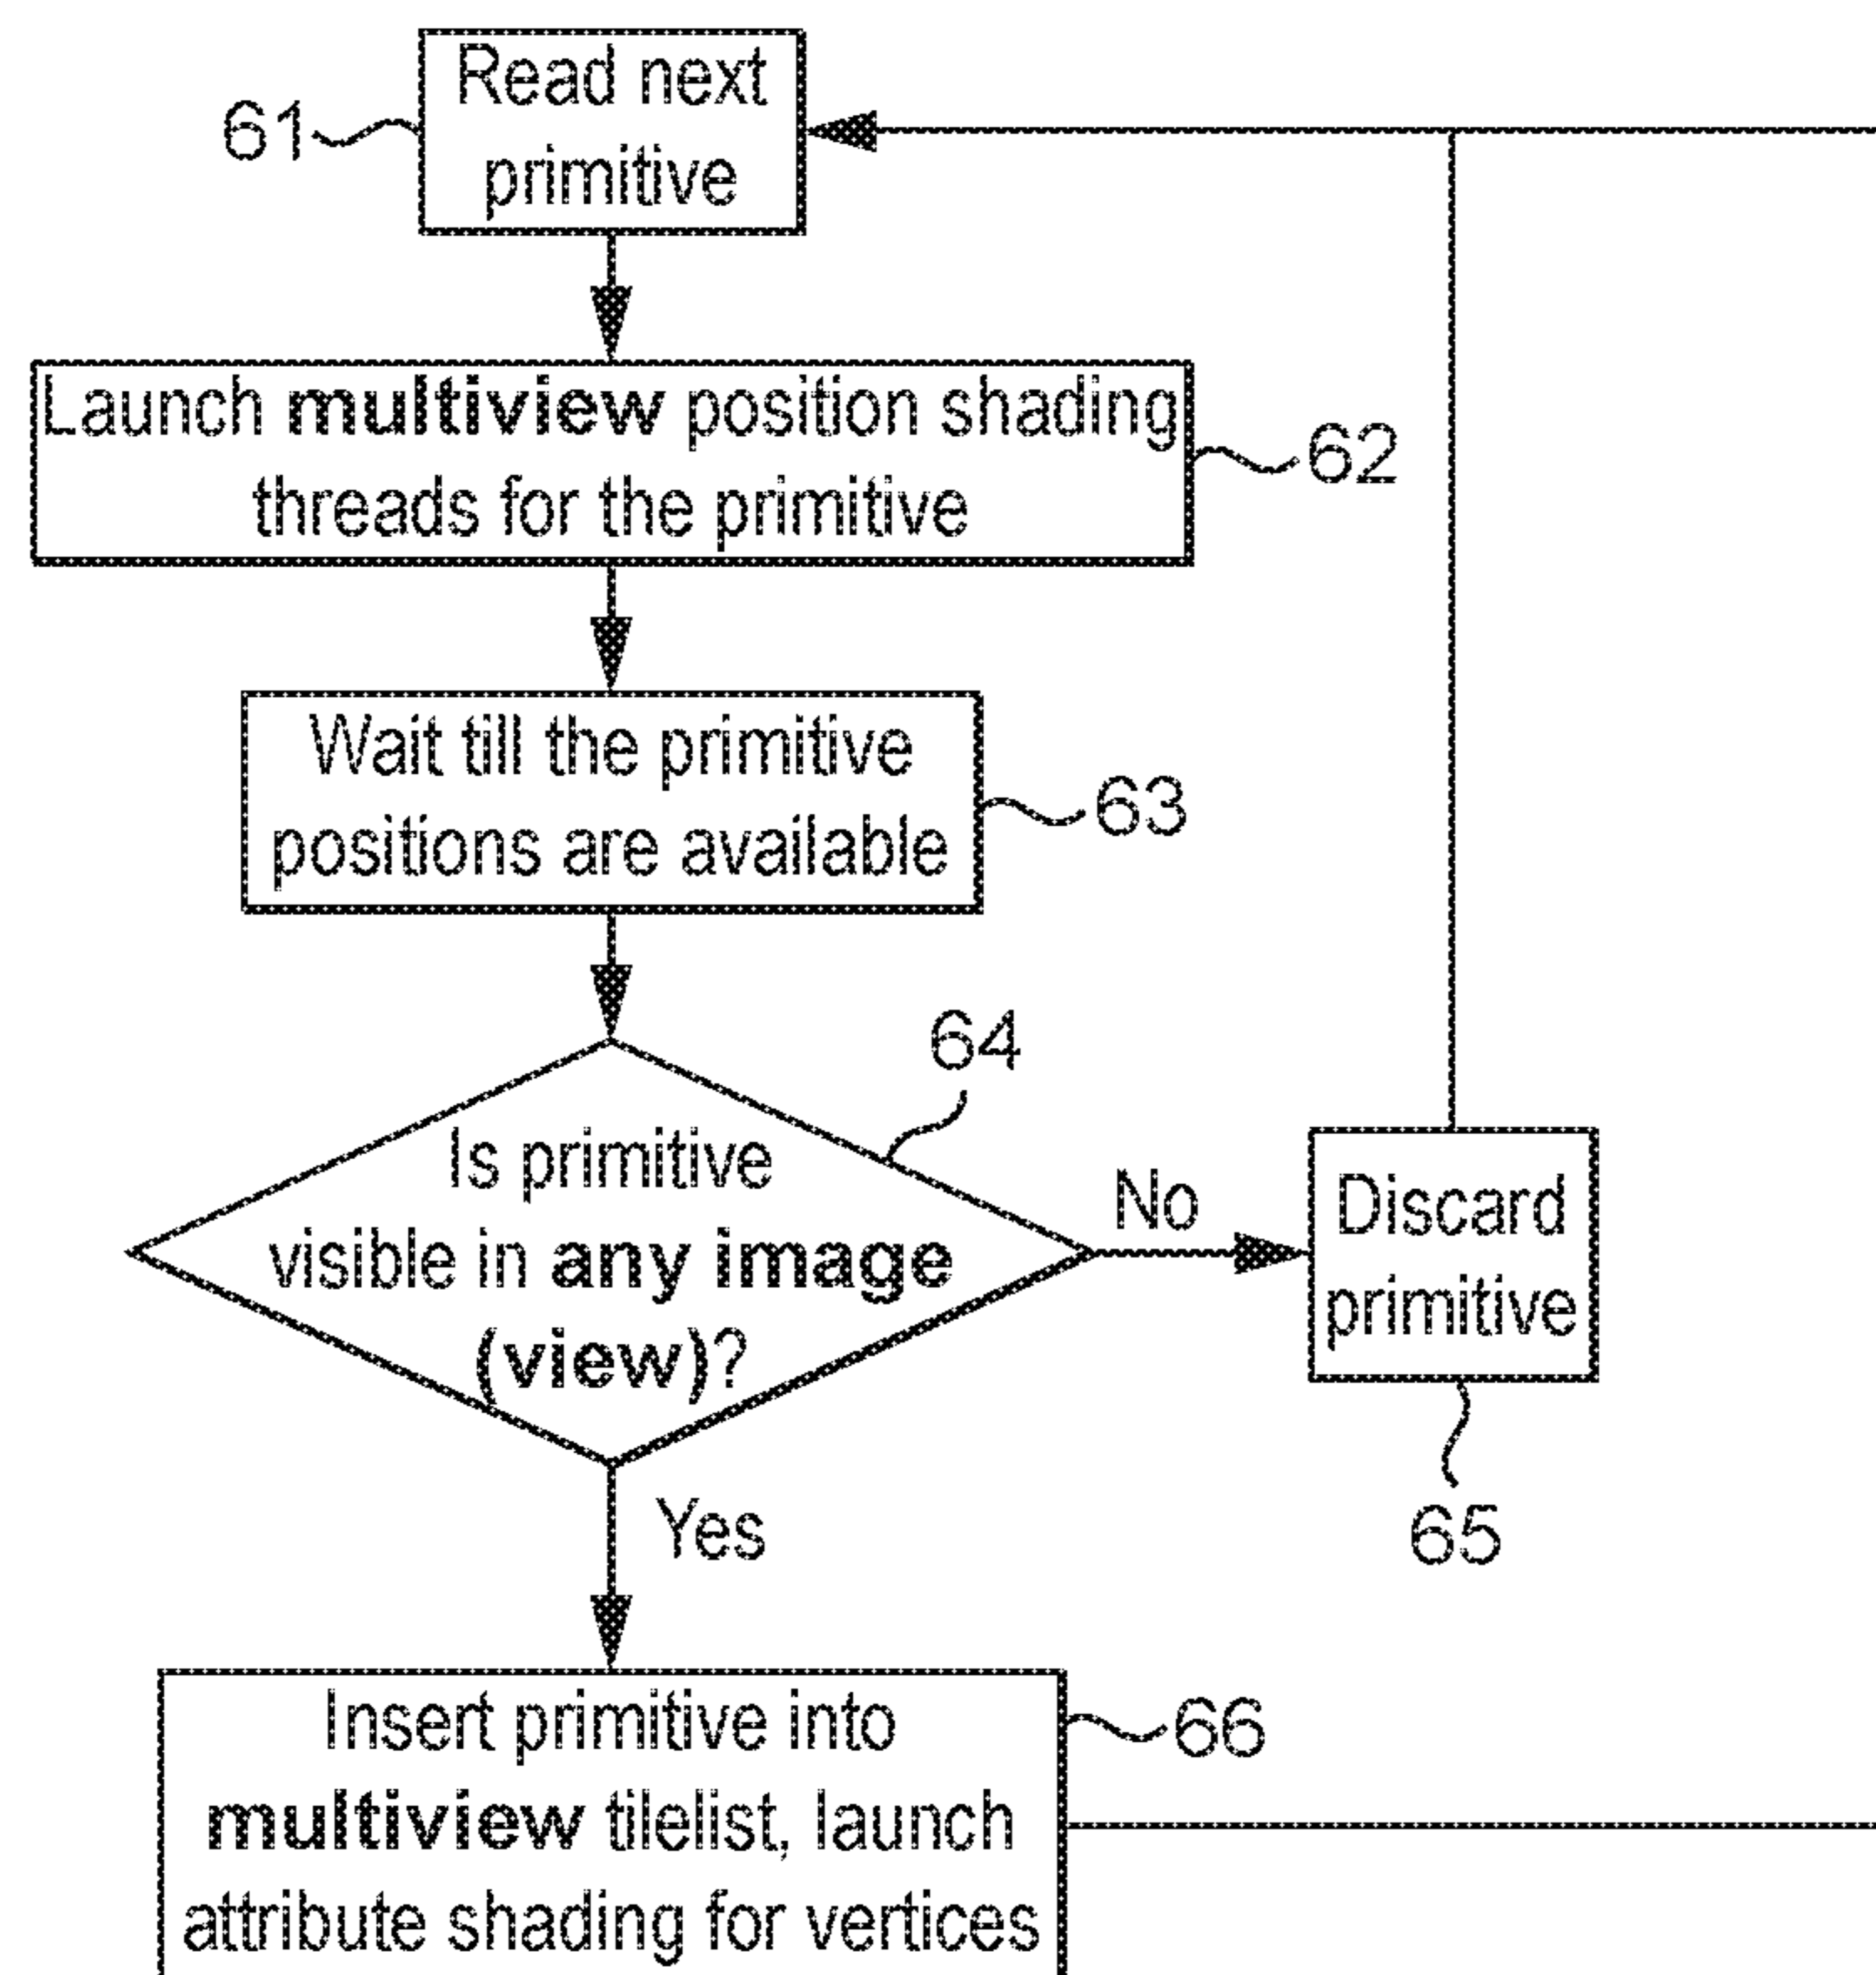 Read next
primitive
61
Launch multiview position shading
threads for the primitive
62
Wait till the primitive
positions are available
63
64
Is primitive
visible in any image
(view)?
No
Discard
primitive
65
Yes
Insert primitive into
multiview tilelist, launch
attribute shading for vertices
66